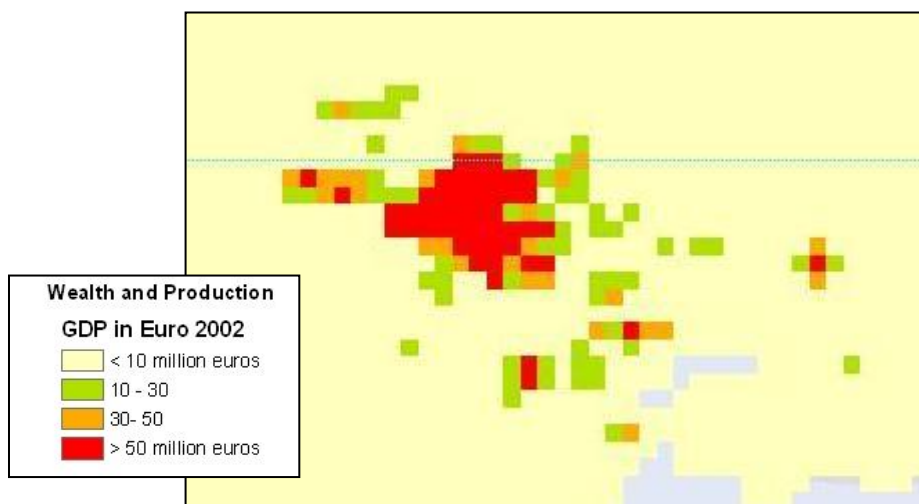 Wealth and Production
GDP in Euro 2002
< 10 million euros
10 - 30
30- 50
> 50 million euros